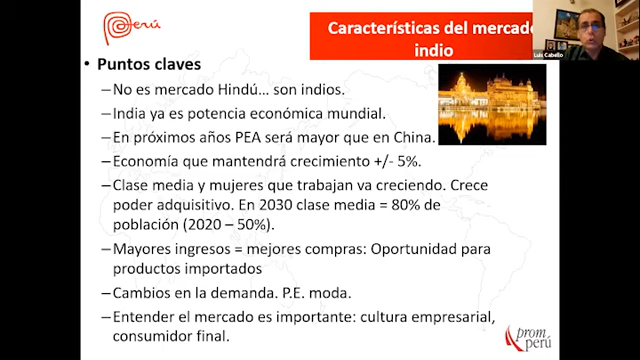 Perú
Características del mercado
indio
Luis Cabello
• Puntos claves
–No es mercado Hindú… son indios.
–India ya es potencia económica mundial.
–En próximos años PEA será mayor que en China.
–Economía que mantendrá crecimiento +/- 5%.
–Clase media y mujeres que trabajan va creciendo. Crece
poder adquisitivo. En 2030 clase media = 80% de
población (2020 – 50%).
–Mayores ingresos = mejores compras: Oportunidad para
productos importados
–Cambios en la demanda. P.E. moda.
–Entender el mercado es importante: cultura empresarial,
consumidor final.
prom
perú